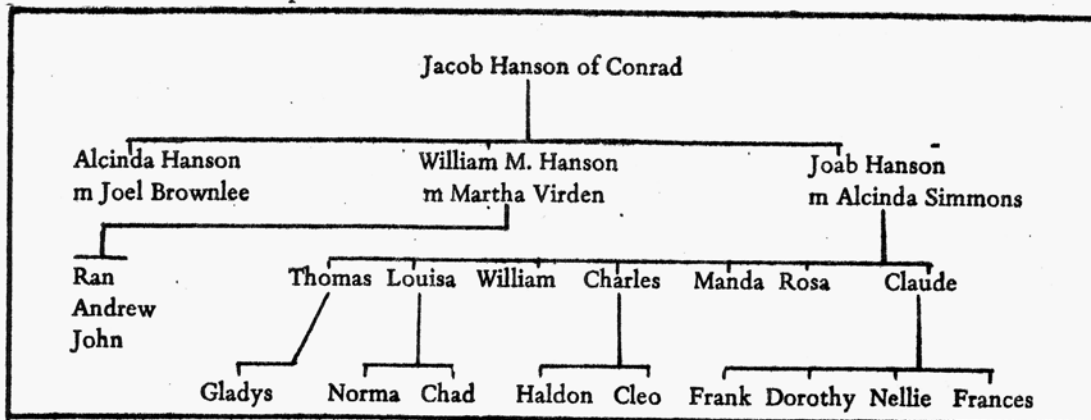 Jacob Hanson of Conrad
Alcinda Hanson William M. Hanson Joab Hanson
m Joel Brownlee m Martha Virden m Alcinda Simmons
Ran Thomas Louisa William Charles Manda Rosa Claude
Andrew
John
Gladys Norma Chad Haldon Cleo Frank Dorothy Nellie Frances